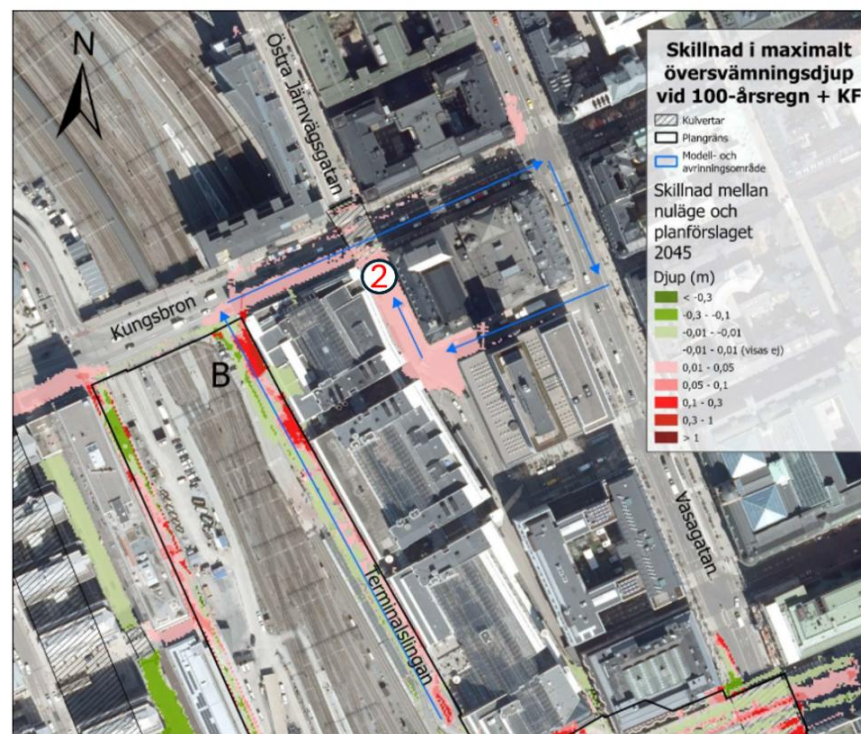 N
Östra Järnvägsgatan
Kungsbron
B
2
Terminalslingan
Vasagatan
Skillnad i maximalt
översvämningsdjup
vid 100-årsregn + KF
Kulvertar
Plangräns
Modell- och
avrinningsområde
Skillnad mellan
nuläge och
planförslaget
2045
Djup (m)
< -0,3
-0,3 - -0,1
-0,01 - -0,01
-0,01 - 0,01 (visas ej)
0,01 - 0,05
0,05 - 0,1
0,1 - 0,3
0,3 - 1
> 1